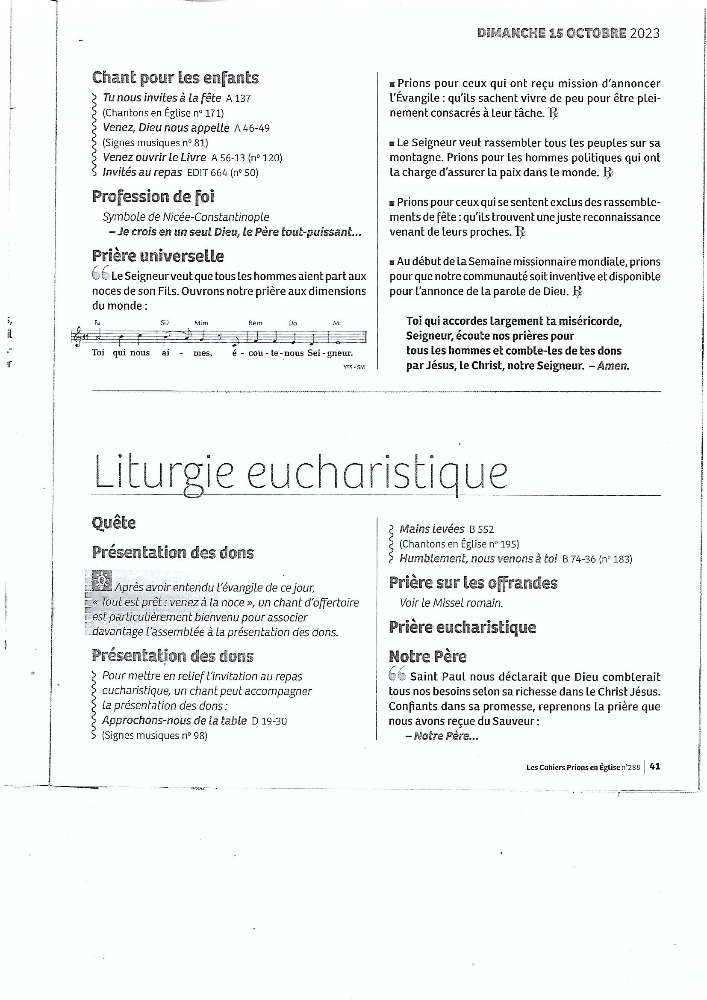 DIMANCHE 15 OCTOBRE 2023
Chant pour les enfants
Tu nous invites à la fête A 137
(Chantons en Église nº 171)
Venez, Dieu nous appelle A 46-49
(Signes musiques nº 81)
Venez ouvrir le Livre A 56-13 (nº 120)
Invités au repas EDIT 664 (nº 50)
Profession de foi
Symbole de Nicée-Constantinople
– Je crois en un seul Dieu, le Père tout-puissant...
Prière universelle
Le Seigneur veut que tous les hommes aient part aux
noces de son Fils. Ouvrons notre prière aux dimensions
du monde :
Fa Si7 Mim Rém Do Mi
Toi qui nous ai - mes, é - cou - te - nous Sei - gneur.
Y55 - SM
■ Prions pour ceux qui ont reçu mission d'annoncer
l'Évangile : qu'ils sachent vivre de peu pour être plei-
nement consacrés à leur tâche. ℟
■ Le Seigneur veut rassembler tous les peuples sur sa
montagne. Prions pour les hommes politiques qui ont
la charge d'assurer la paix dans le monde. ℟
■ Prions pour ceux qui se sentent exclus des rassemble-
ments de fête : qu'ils trouvent une juste reconnaissance
venant de leurs proches. ℟
■ Au début de la Semaine missionnaire mondiale, prions
pour que notre communauté soit inventive et disponible
pour l'annonce de la parole de Dieu. ℟
Toi qui accordes largement ta miséricorde,
Seigneur, écoute nos prières pour
tous les hommes et comble-les de tes dons
par Jésus, le Christ, notre Seigneur. – Amen.
s,
il
.-
r
Liturgie eucharistique
Quête
Présentation des dons
Après avoir entendu l'évangile de ce jour,
« Tout est prêt : venez à la noce », un chant d'offertoire
est particulièrement bienvenu pour associer
davantage l'assemblée à la présentation des dons.
Présentation des dons
Pour mettre en relief l'invitation au repas
eucharistique, un chant peut accompagner
la présentation des dons :
Approchons-nous de la table D 19-30
(Signes musiques nº 98)
Mains levées B 552
(Chantons en Église nº 195)
Humblement, nous venons à toi B 74-36 (nº 183)
Prière sur les offrandes
Voir le Missel romain.
Prière eucharistique
Notre Père
Saint Paul nous déclarait que Dieu comblerait
tous nos besoins selon sa richesse dans le Christ Jésus.
Confiants dans sa promesse, reprenons la prière que
nous avons reçue du Sauveur :
– Notre Père...
)
Les Cahiers Prions en Église n°288 | 41